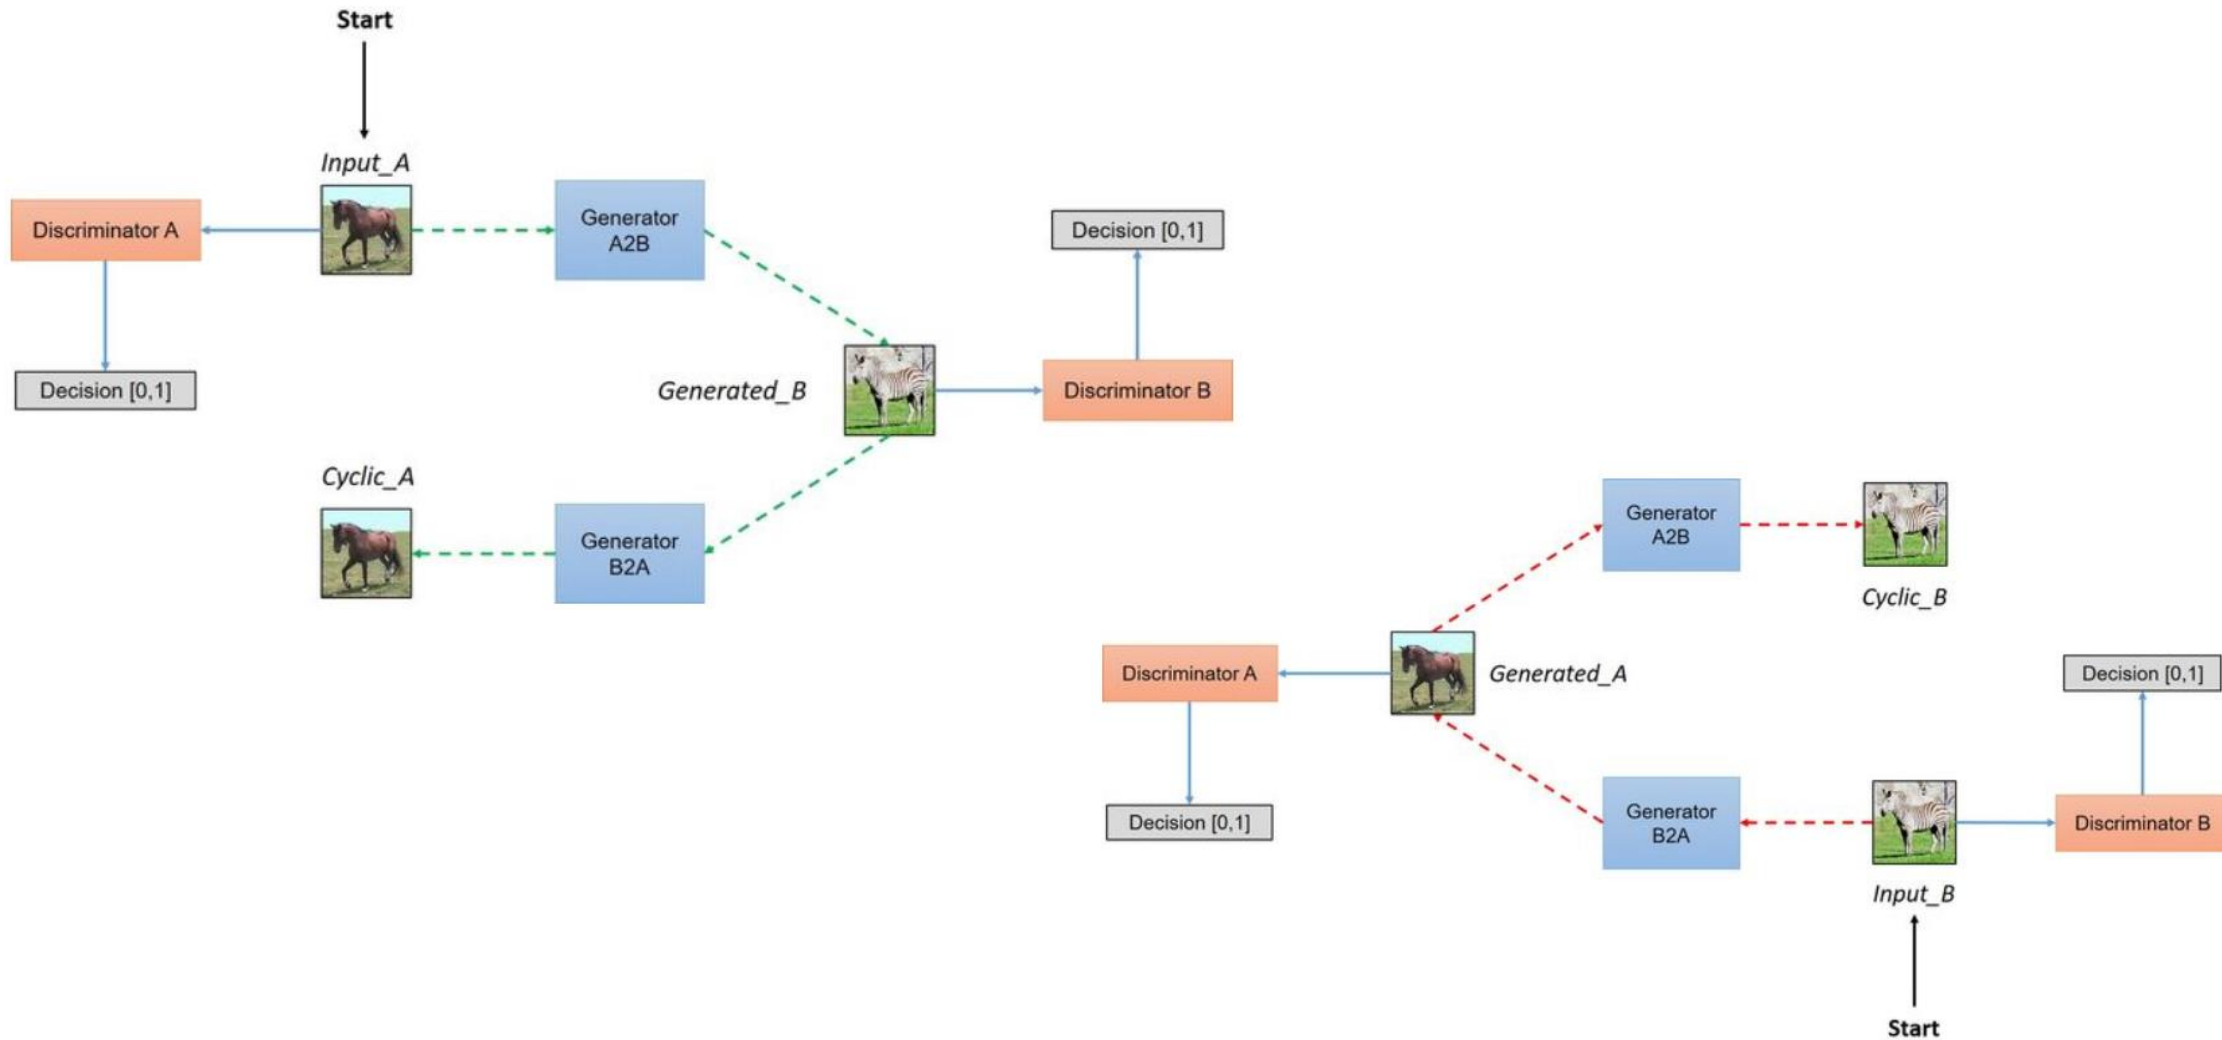 Start
Input_A
Discriminator A
Generator
A2B
Decision [0,1]
Decision [0,1]
Generated_B
Discriminator B
Cyclic_A
Generator
B2A
Generator
A2B
Cyclic_B
Discriminator A
Generated_A
Decision [0,1]
Decision [0,1]
Generator
B2A
Discriminator B
Input_B
Start